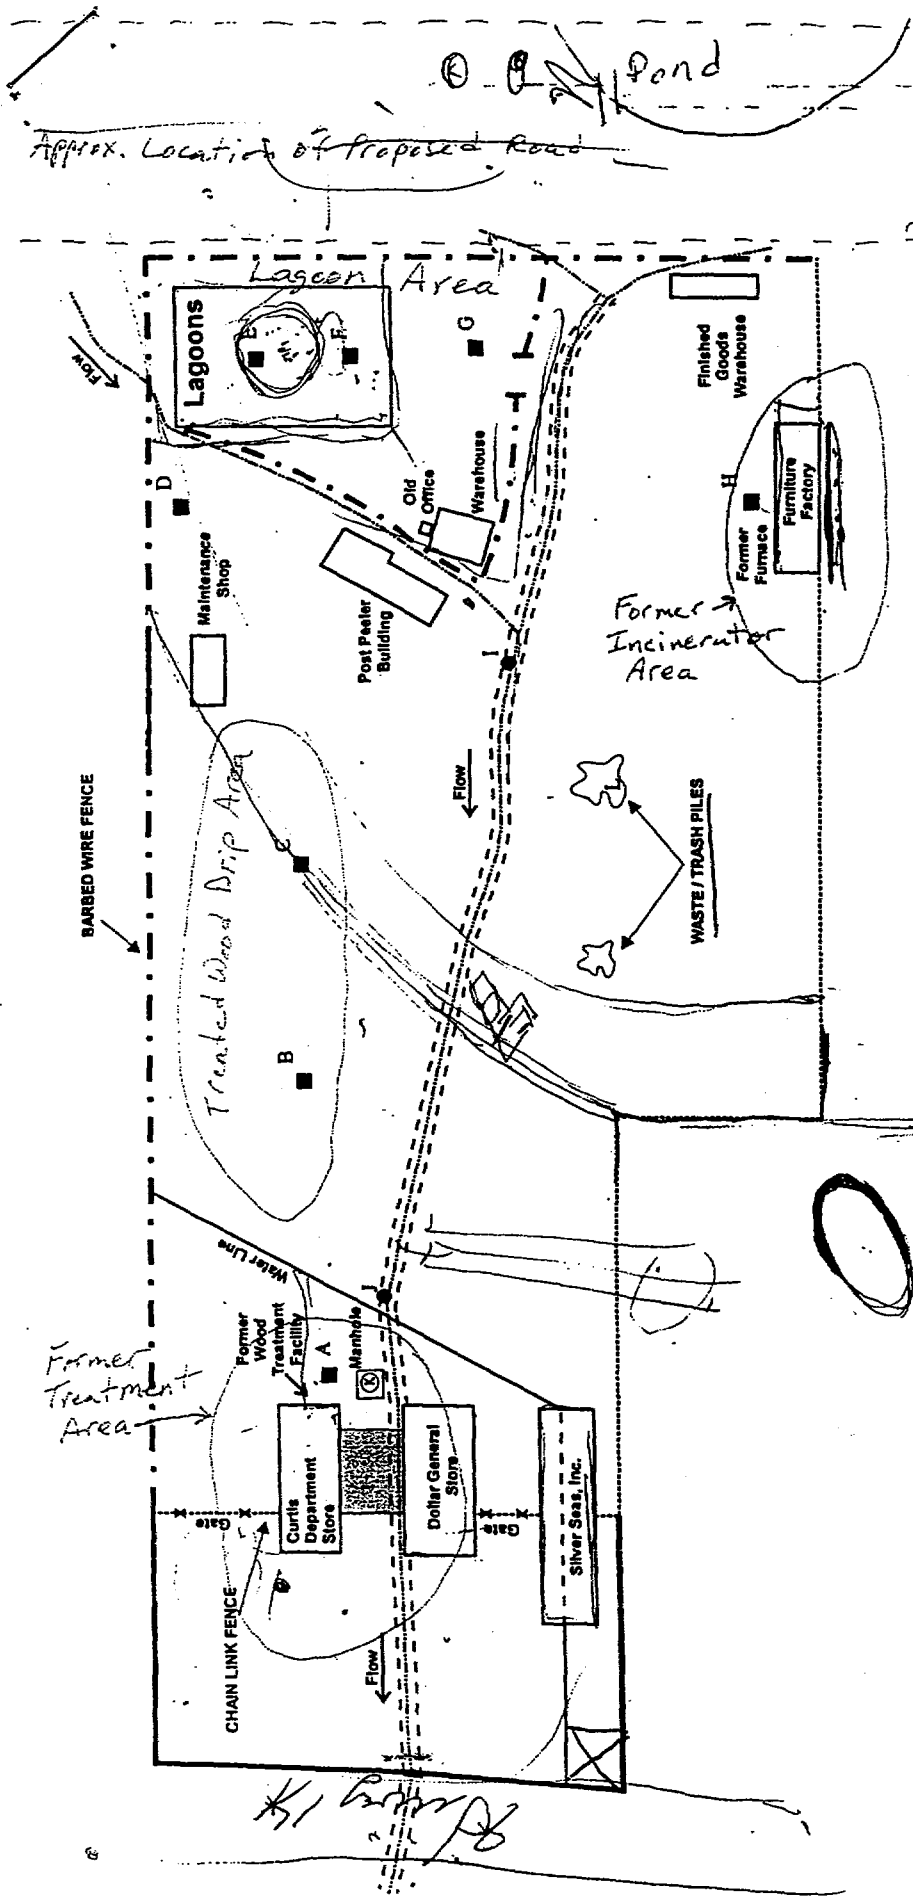 Pond
K
Approx. Location of Proposed Road
Lagoon Area
Lagoons
E
F
G
Flow
D
Finished
Goods
Warehouse
Old
Office
Warehouse
H
Former
Furnace
Furniture
Factory
Maintenance
Shop
Post Peeler
Building
Former
Incinerator
Area
I
Flow
BARBED WIRE FENCE
Treated Wood Drip Area
C
B
WASTE / TRASH PILES
Water Line
J
Former
Treatment
Area
Former
Wood
Treatment
Facility
A
Manhole
K
Curtis
Department
Store
Dollar General
Store
Silver Seas, Inc.
Gate
Gate
CHAIN LINK FENCE
Flow